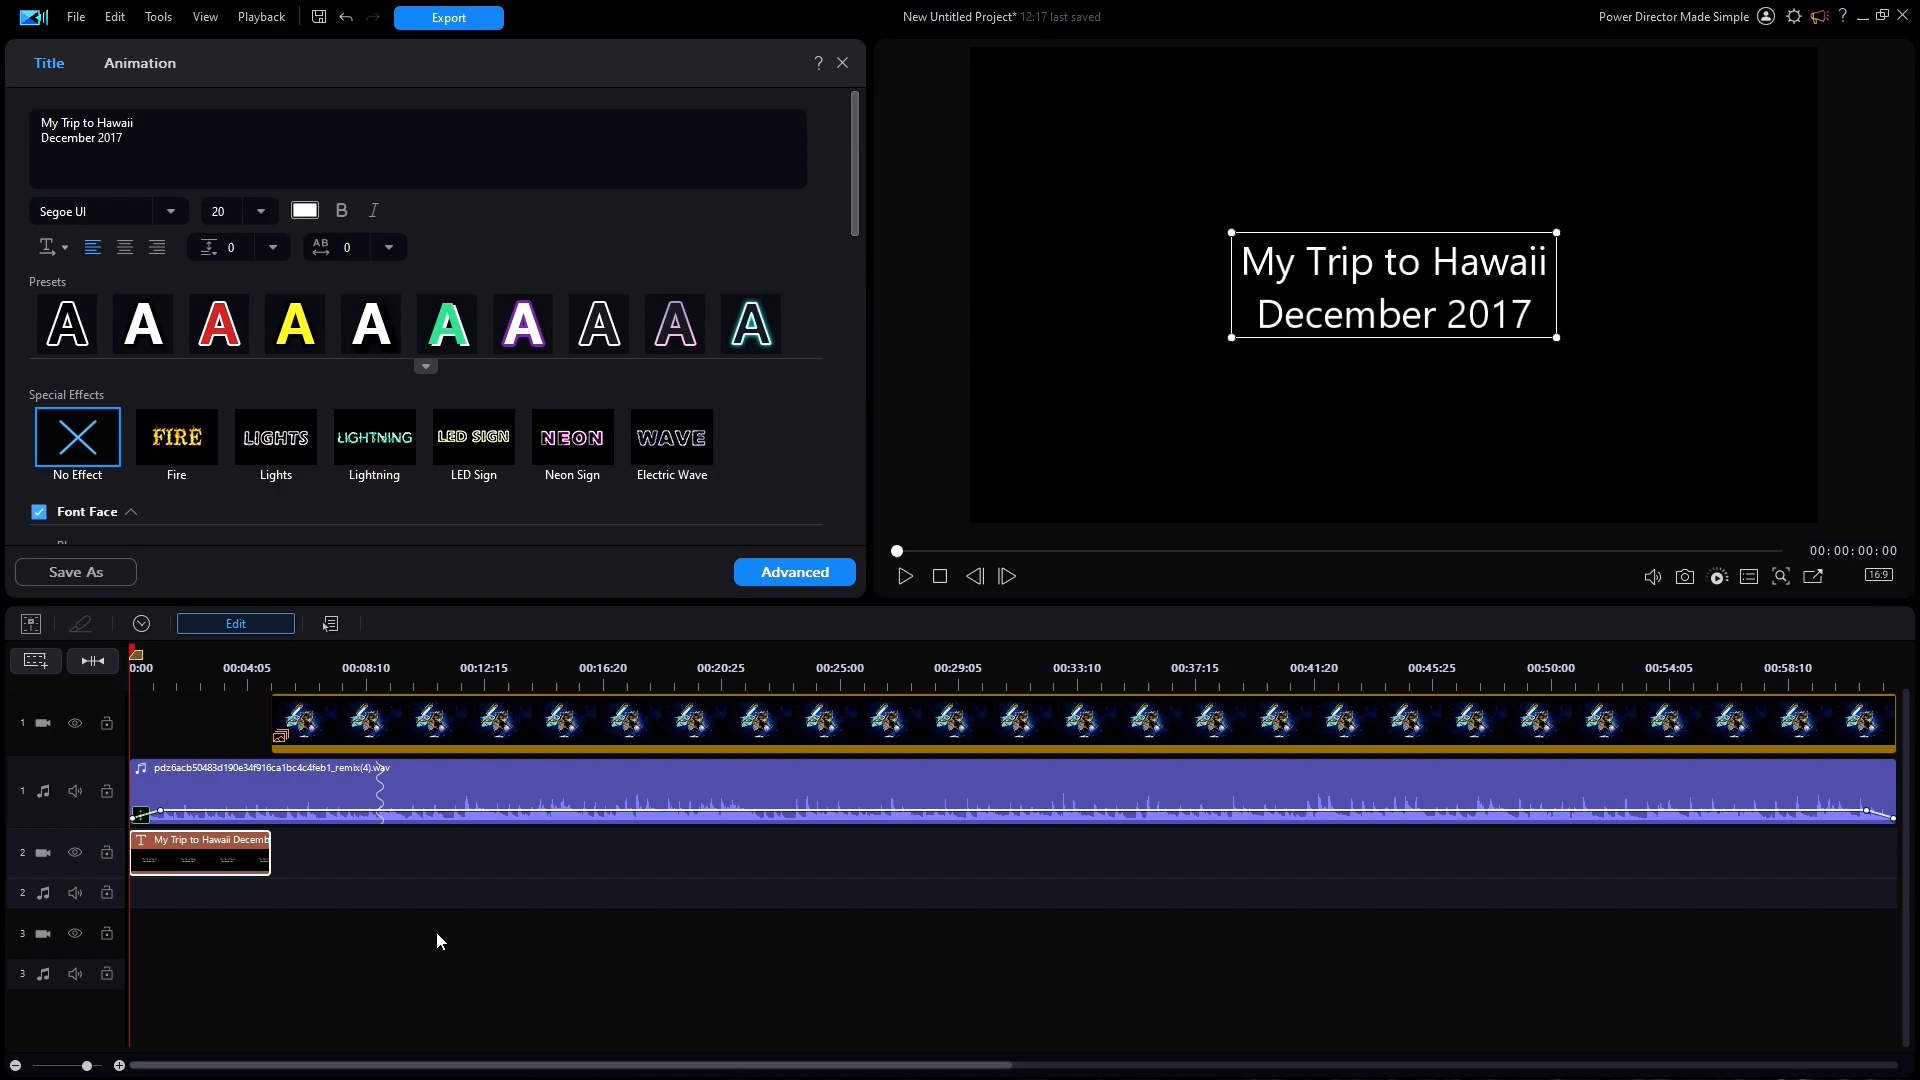 File Edit Tools View Playback Export New Untitled Project* 12:17 last saved Power Director Made Simple ?
Title Animation ?
My Trip to Hawaii
December 2017
Segoe UI 20 B I
AB 0 0
Presets
A A A A A A A A A A
Special Effects
FIRE LIGHTS LIGHTNING LED SIGN NEON WAVE
No Effect Fire Lights Lightning LED Sign Neon Sign Electric Wave
Font Face
Save As Advanced
My Trip to Hawaii
December 2017
00:00:00:00
16:9
Edit
0:00 00:04:05 00:08:10 00:12:15 00:16:20 00:20:25 00:25:00 00:29:05 00:33:10 00:37:15 00:41:20 00:45:25 00:50:00 00:54:05 00:58:10
1
1 pdz6acb50483d190e34f916ca1bc4c4feb1_remix(4).wav
2 T My Trip to Hawaii Decemb
2
3
3